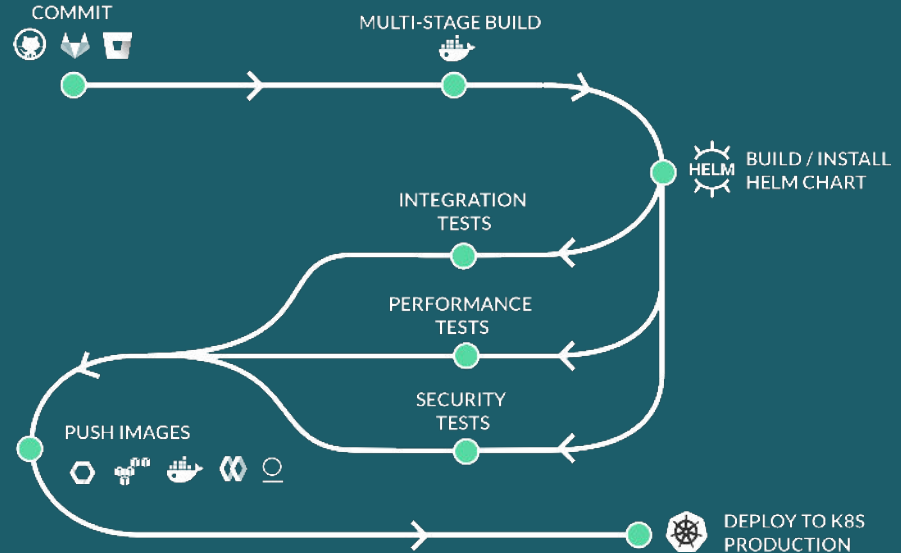 COMMIT
MULTI-STAGE BUILD
HELM
BUILD / INSTALL
HELM CHART
INTEGRATION
TESTS
PERFORMANCE
TESTS
SECURITY
TESTS
PUSH IMAGES
DEPLOY TO K8S
PRODUCTION